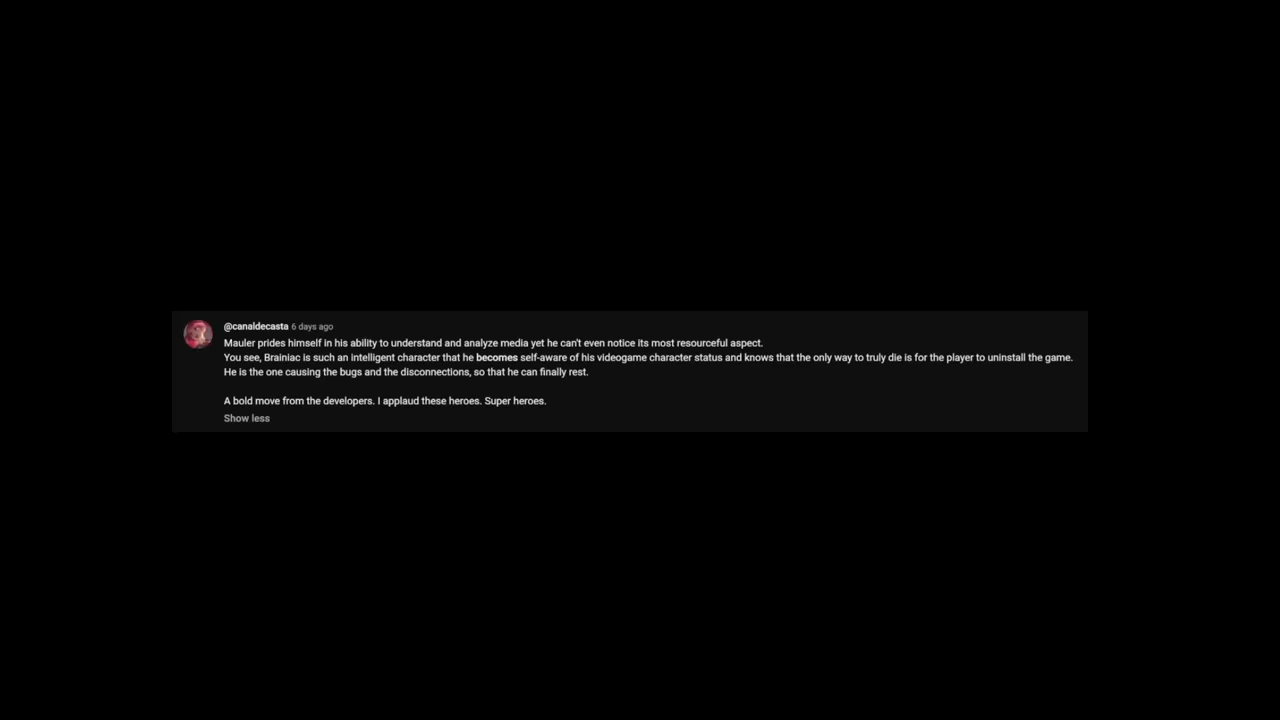 @canaldecasta 6 days ago
Mauler prides himself in his ability to understand and analyze media yet he can't even notice its most resourceful aspect.
You see, Brainiac is such an intelligent character that he becomes self-aware of his videogame character status and knows that the only way to truly die is for the player to uninstall the game.
He is the one causing the bugs and the disconnections, so that he can finally rest.
A bold move from the developers. I applaud these heroes. Super heroes.
Show less